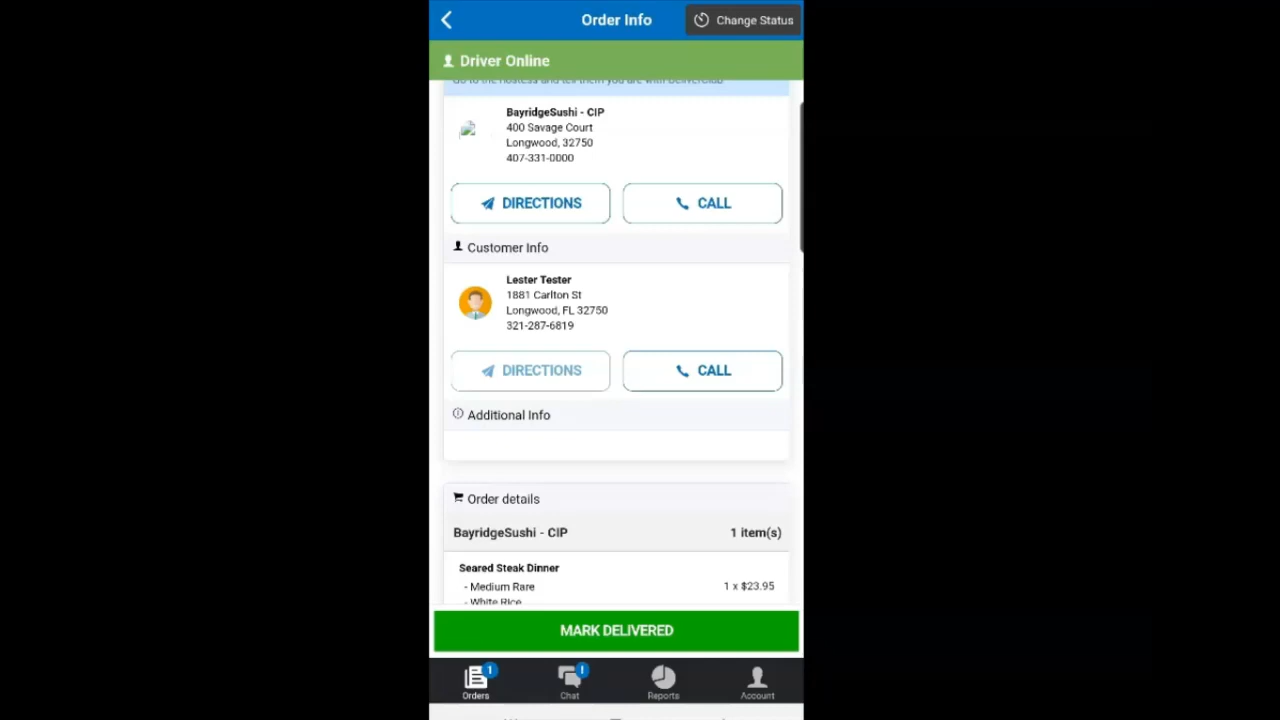 Order Info
Change Status
Driver Online
Go to the hostess and tell them you are with DeliverClub.
BayridgeSushi - CIP
400 Savage Court
Longwood, 32750
407-331-0000
DIRECTIONS
CALL
Customer Info
Lester Tester
1881 Carlton St
Longwood, FL 32750
321-287-6819
DIRECTIONS
CALL
Additional Info
Order details
BayridgeSushi - CIP 1 item(s)
Seared Steak Dinner
- Medium Rare 1 x $23.95
- White Rice
MARK DELIVERED
1 !
Orders Chat Reports Account